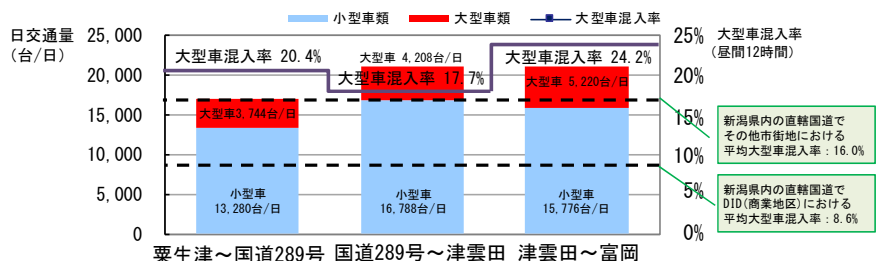 小型車類 大型車類 大型車混入率
日交通量
(台/日)
大型車混入率
(昼間12時間)
25,000
20,000
15,000
10,000
5,000
0
25%
20%
15%
10%
5%
0%
大型車混入率 20.4%
大型車 4,208台/日
大型車混入率 17.7%
大型車混入率 24.2%
大型車 5,220台/日
大型車3,744台/日
小型車
13,280台/日
小型車
16,788台/日
小型車
15,776台/日
粟生津～国道289号 国道289号～津雲田 津雲田～富岡
新潟県内の直轄国道で
その他市街地における
平均大型車混入率：16.0%
新潟県内の直轄国道で
DID(商業地区)における
平均大型車混入率：8.6%